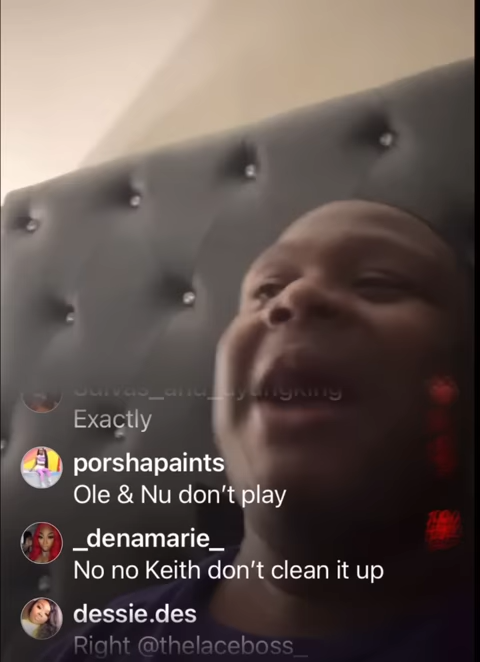 Exactly
porshapaints
Ole & Nu don't play
_denamarie_
No no Keith don't clean it up
dessie.des
Right @thelaceboss_